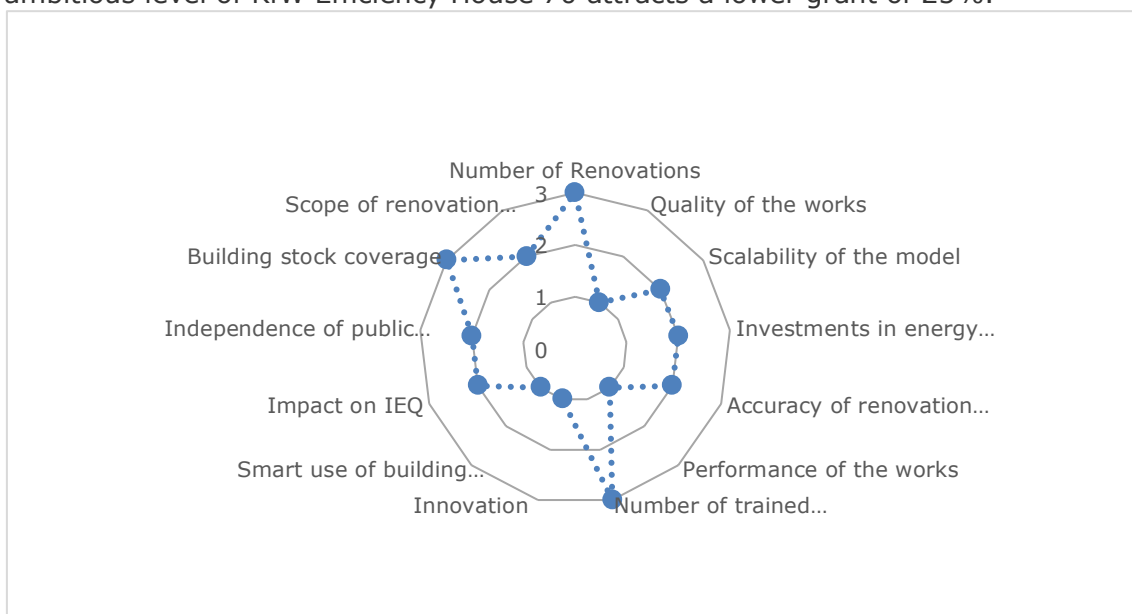 ambitious level of KfW Efficiency House 70 attracts a lower grant of 25%.
Number of Renovations
3
Scope of renovation...
Quality of the works
2
Building stock coverage
Scalability of the model
1
Independence of public...
Investments in energy...
0
Impact on IEQ
Accuracy of renovation...
Smart use of building...
Performance of the works
Innovation
Number of trained...